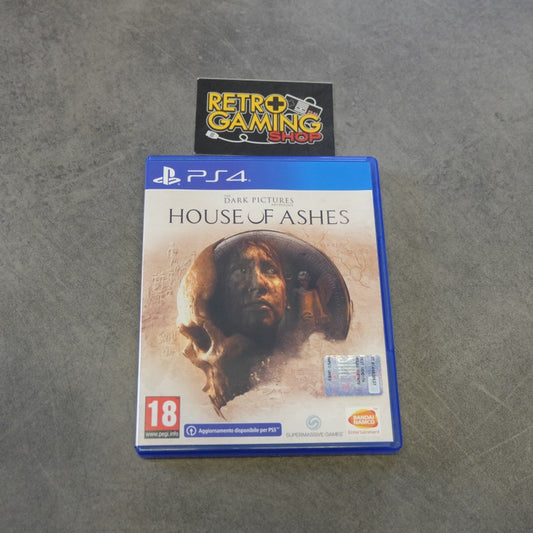 RETRO
GAMING
SHOP
PS4
THE
DARK PICTURES
HOUSE OF ASHES
18
www.pegi.info
Aggiornamento disponibile per PS5
SUPERMASSIVE GAMES
BANDAI
NAMCO
Entertainment